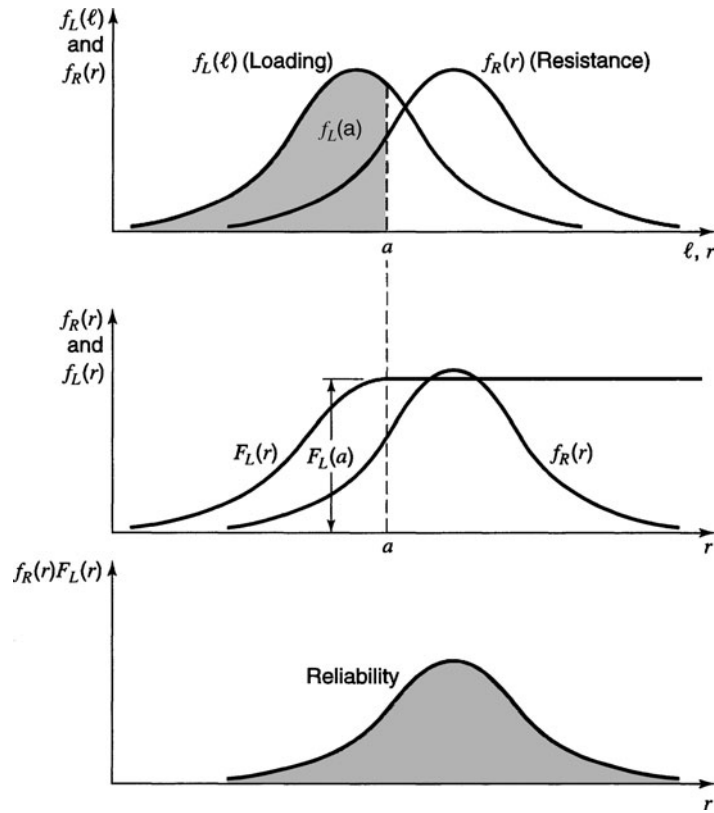 f_L(ℓ)
and
f_R(r)
f_L(ℓ) (Loading)
f_R(r) (Resistance)
f_L(a)
a
ℓ, r
f_R(r)
and
f_L(r)
F_L(r)
F_L(a)
f_R(r)
a
r
f_R(r)F_L(r)
Reliability
r